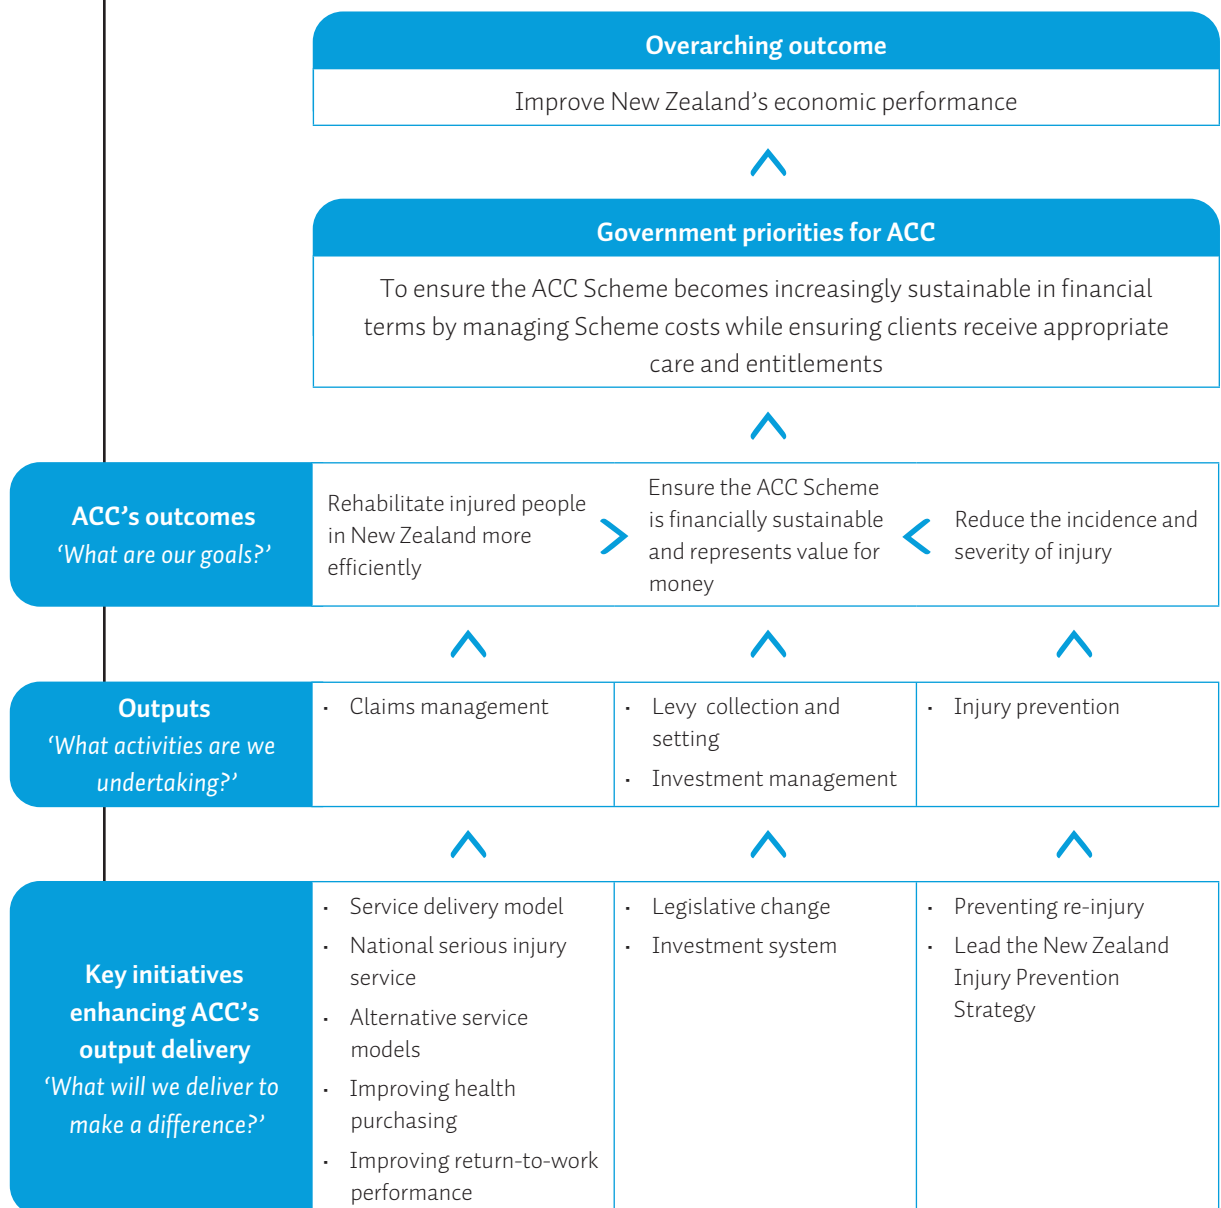 Overarching outcome
Improve New Zealand’s economic performance
Government priorities for ACC
To ensure the ACC Scheme becomes increasingly sustainable in financial
terms by managing Scheme costs while ensuring clients receive appropriate
care and entitlements
ACC’s outcomes
‘What are our goals?’
Rehabilitate injured people
in New Zealand more
efficiently
Ensure the ACC Scheme
is financially sustainable
and represents value for
money
Reduce the incidence and
severity of injury
Outputs
‘What activities are we
undertaking?’
· Claims management
· Levy collection and
setting
· Investment management
· Injury prevention
Key initiatives
enhancing ACC’s
output delivery
‘What will we deliver to
make a difference?’
· Service delivery model
· National serious injury
service
· Alternative service
models
· Improving health
purchasing
· Improving return-to-work
performance
· Legislative change
· Investment system
· Preventing re-injury
· Lead the New Zealand
Injury Prevention
Strategy